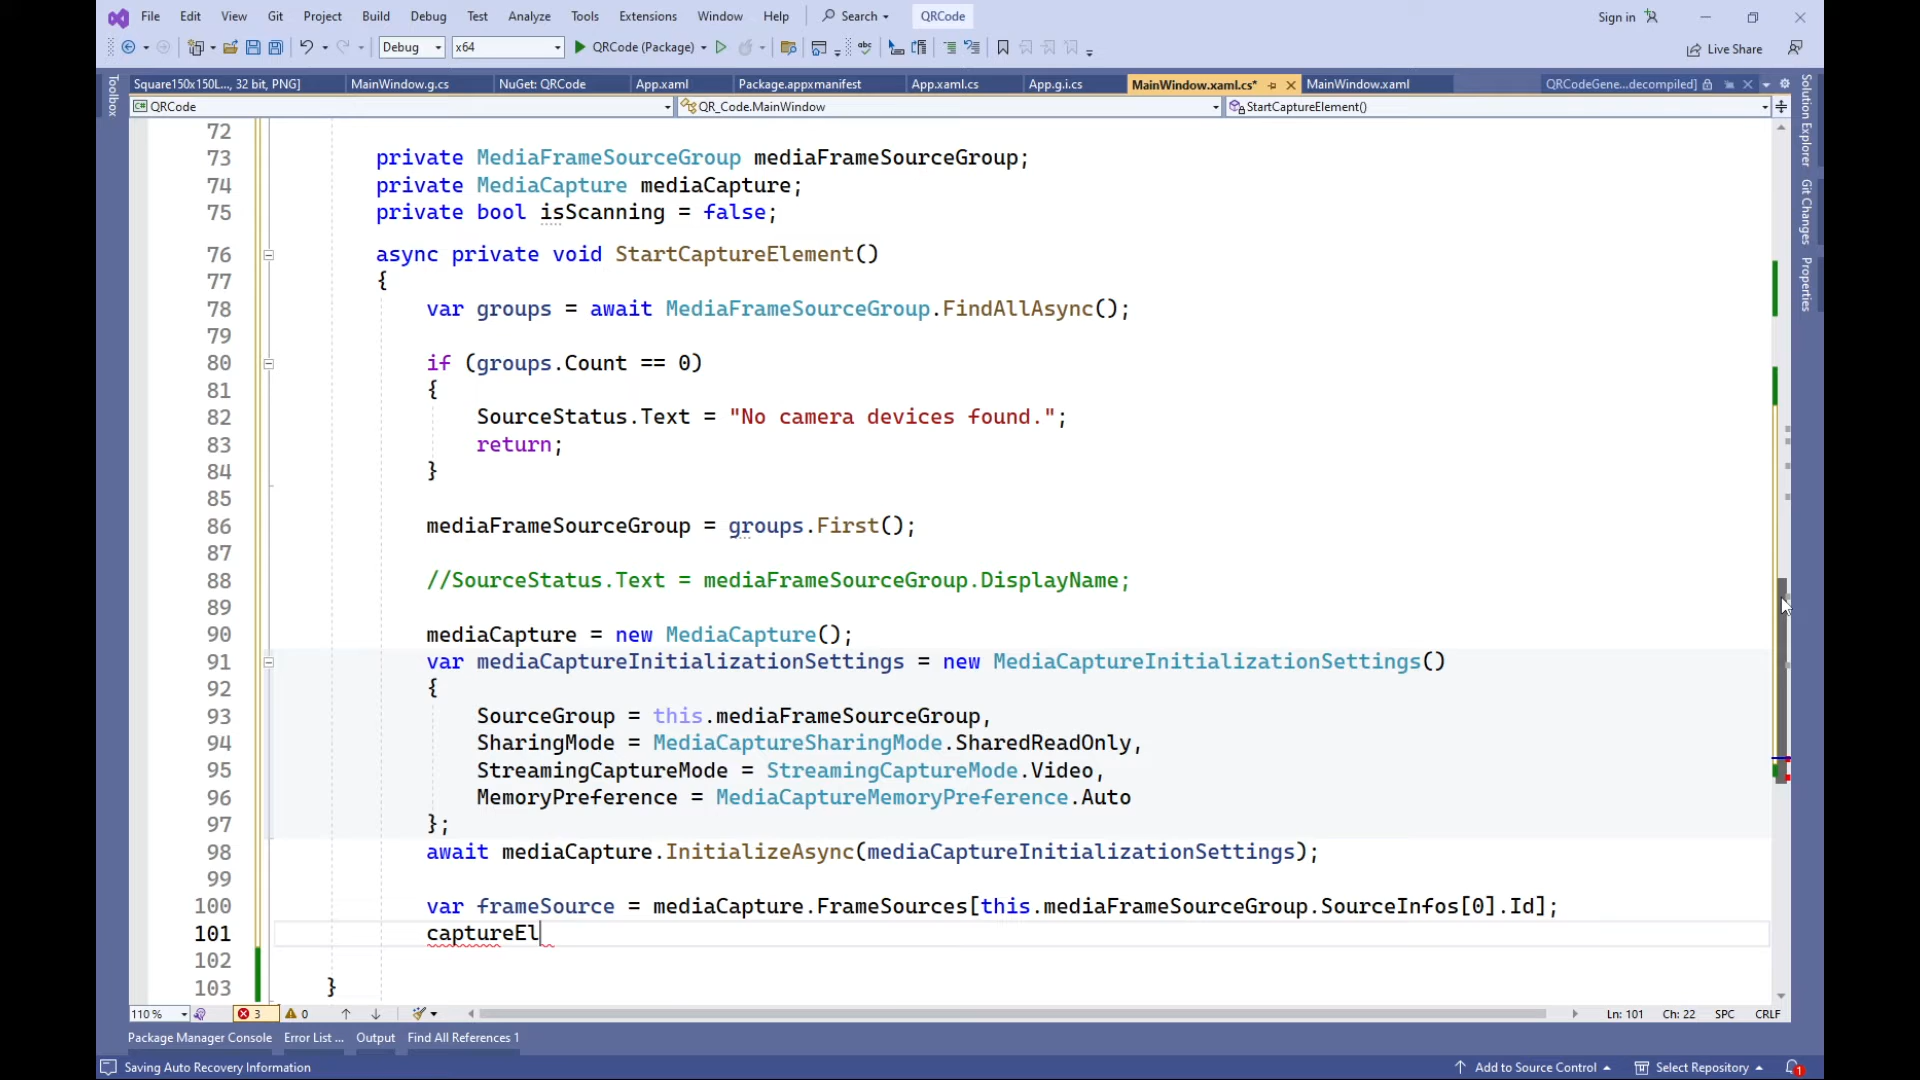 File Edit View Git Project Build Debug Test Analyze Tools Extensions Window Help Search QRCode Sign in
Debug x64 QRCode (Package) Live Share
Square150x150L..., 32 bit, PNG] MainWindow.g.cs NuGet: QRCode App.xaml Package.appxmanifest App.xaml.cs App.g.i.cs MainWindow.xaml.cs* MainWindow.xaml QRCodeGene...decompiled]
QRCode QR_Code.MainWindow StartCaptureElement()
Toolbox
Solution Explorer
Git Changes
Properties
72
73 private MediaFrameSourceGroup mediaFrameSourceGroup;
74 private MediaCapture mediaCapture;
75 private bool isScanning = false;
76 async private void StartCaptureElement()
77 {
78 var groups = await MediaFrameSourceGroup.FindAllAsync();
79
80 if (groups.Count == 0)
81 {
82 SourceStatus.Text = "No camera devices found.";
83 return;
84 }
85
86 mediaFrameSourceGroup = groups.First();
87
88 //SourceStatus.Text = mediaFrameSourceGroup.DisplayName;
89
90 mediaCapture = new MediaCapture();
91 var mediaCaptureInitializationSettings = new MediaCaptureInitializationSettings()
92 {
93 SourceGroup = this.mediaFrameSourceGroup,
94 SharingMode = MediaCaptureSharingMode.SharedReadOnly,
95 StreamingCaptureMode = StreamingCaptureMode.Video,
96 MemoryPreference = MediaCaptureMemoryPreference.Auto
97 };
98 await mediaCapture.InitializeAsync(mediaCaptureInitializationSettings);
99
100 var frameSource = mediaCapture.FrameSources[this.mediaFrameSourceGroup.SourceInfos[0].Id];
101 captureEl
102
103 }
110 % 3 0 Ln: 101 Ch: 22 SPC CRLF
Package Manager Console Error List ... Output Find All References 1
Saving Auto Recovery Information Add to Source Control Select Repository 1